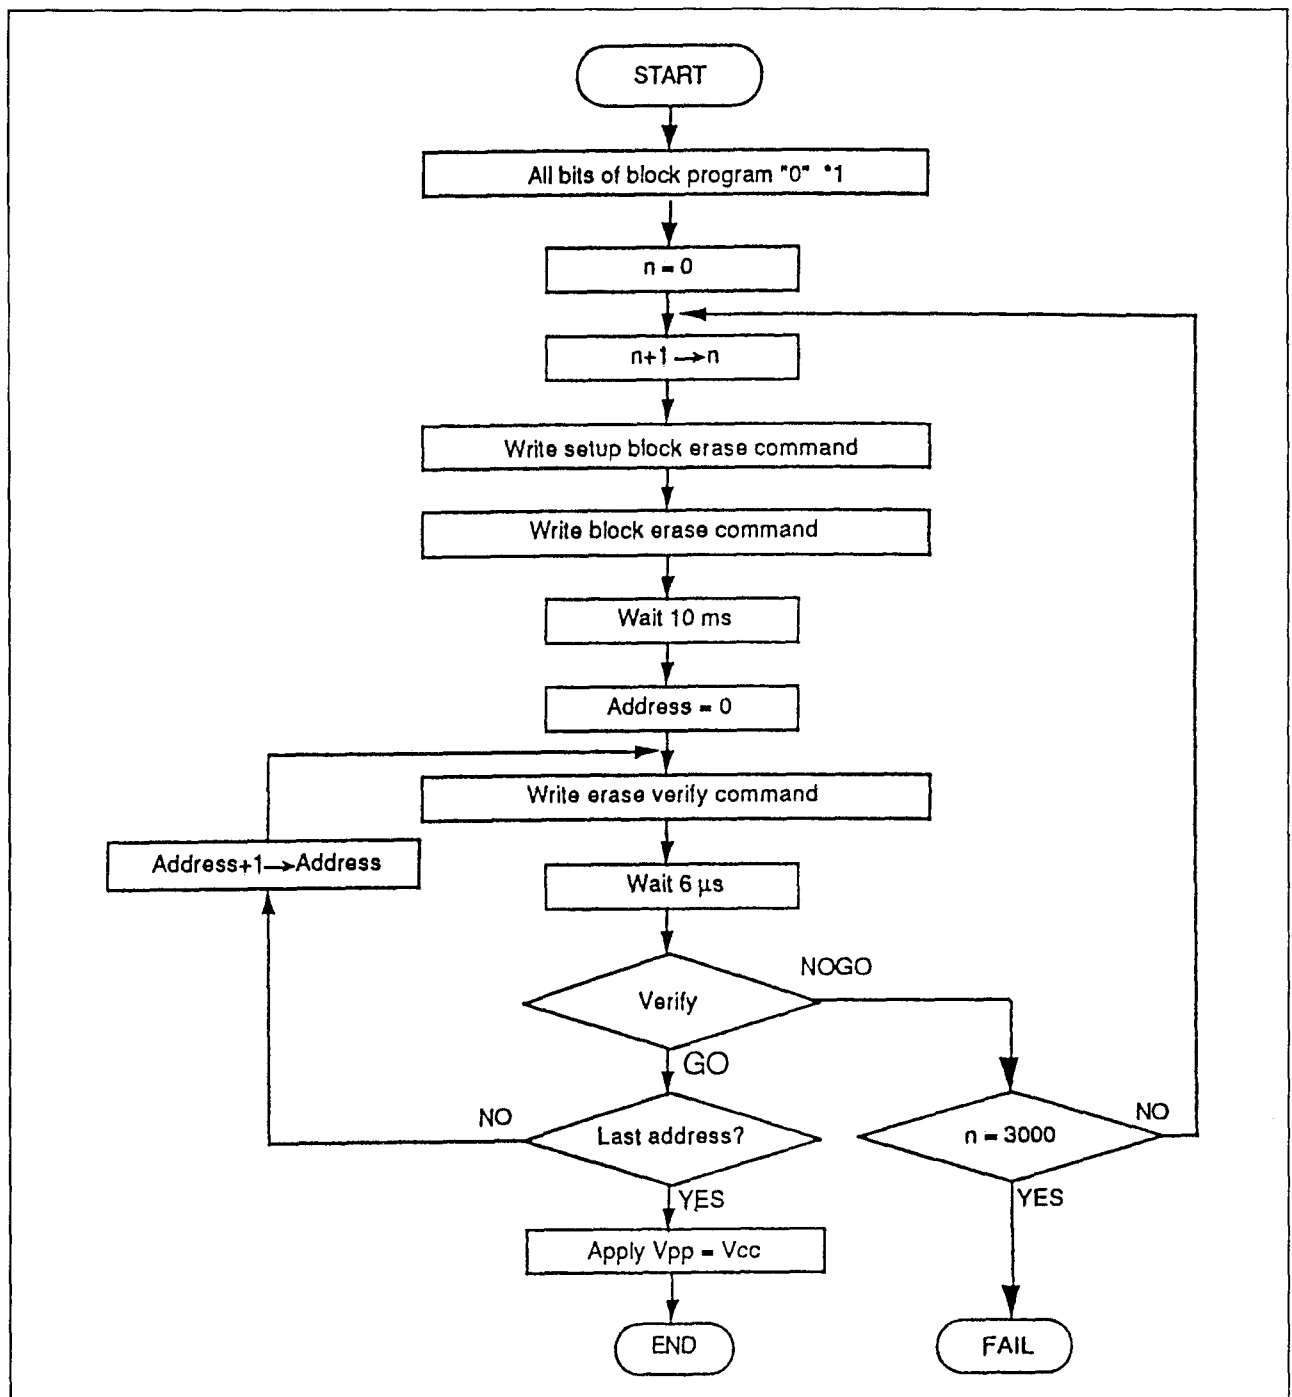 START
All bits of block program "0" *1
n = 0
n+1→n
Write setup block erase command
Write block erase command
Wait 10 ms
Address = 0
Write erase verify command
Address+1→Address
Wait 6 µs
NOGO
Verify
GO
NO
Last address?
n = 3000
NO
YES
YES
Apply Vpp = Vcc
END
FAIL